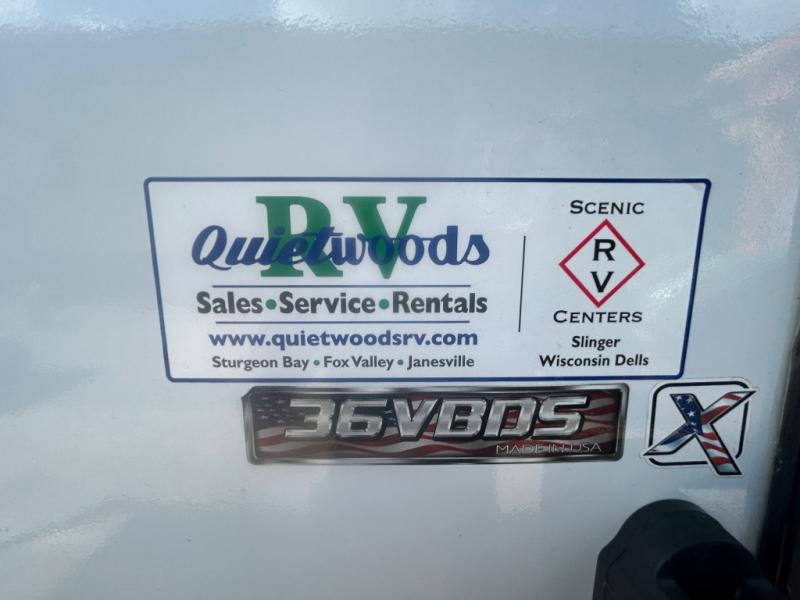 RV
Quietwoods
Sales•Service•Rentals
www.quietwoodsrv.com
Sturgeon Bay • Fox Valley • Janesville
SCENIC
R
V
CENTERS
Slinger
Wisconsin Dells
36VBDS
MADE IN USA
X